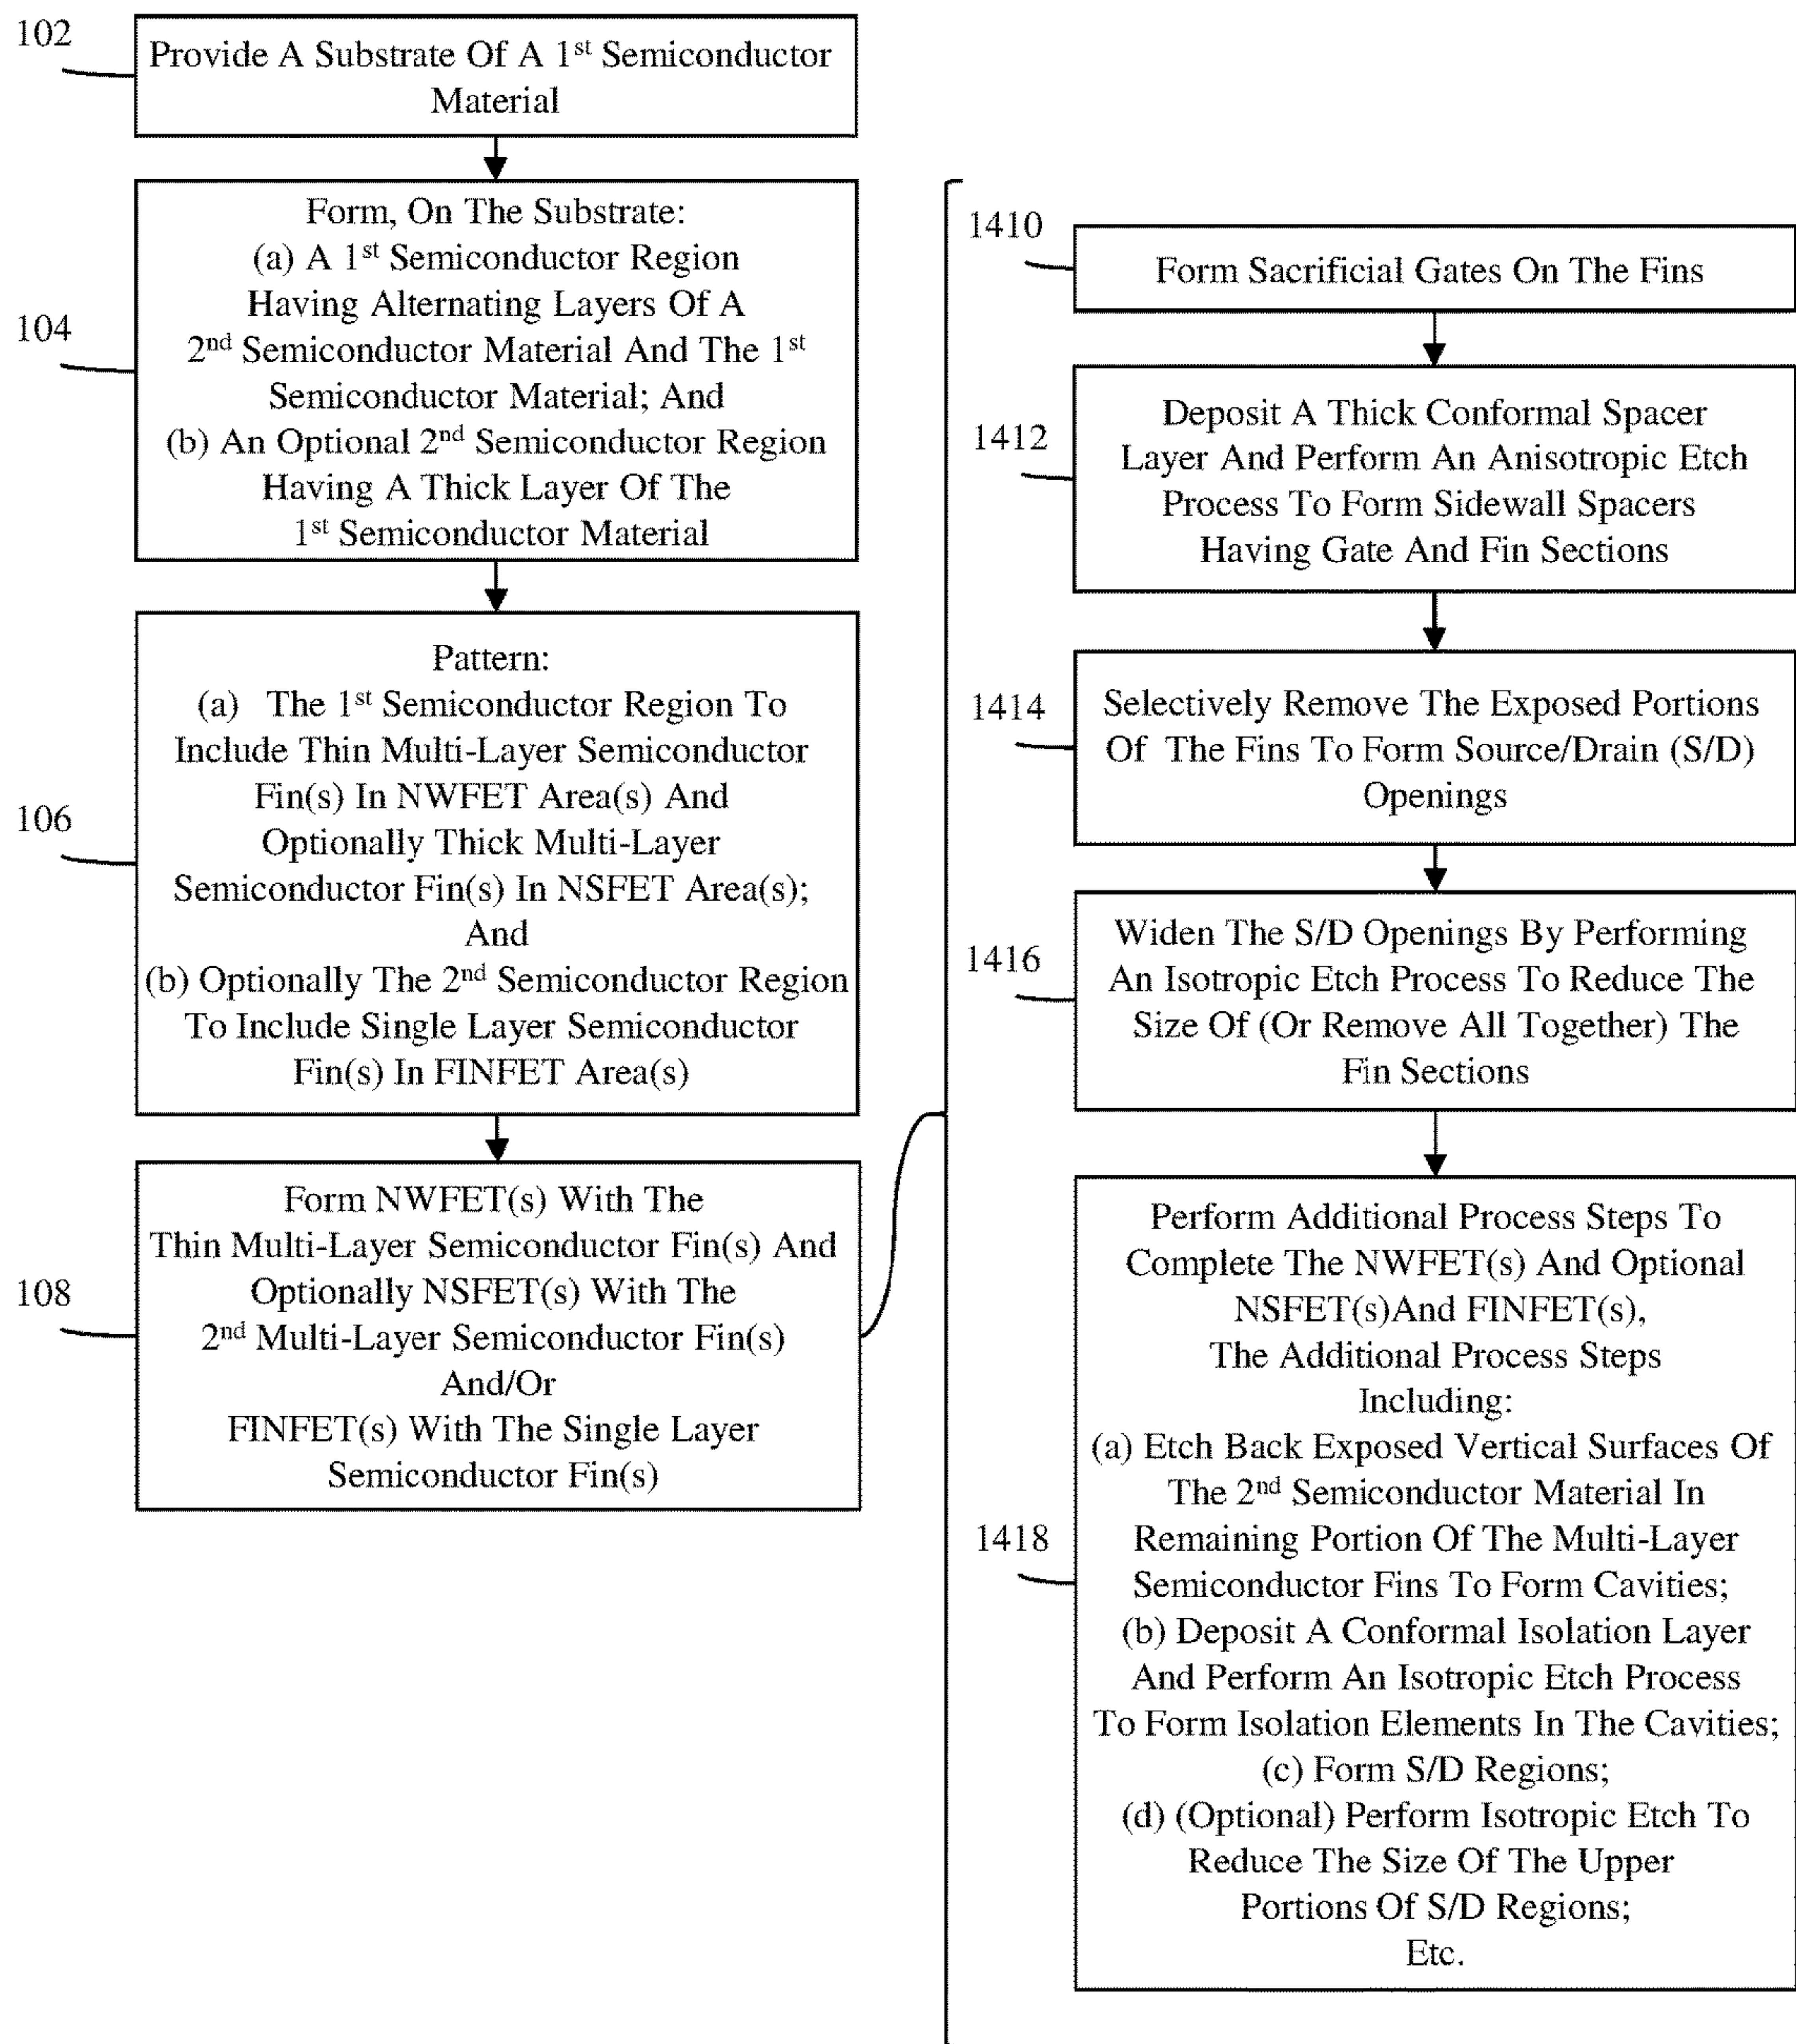 102
Provide A Substrate Of A 1st Semiconductor
Material
104
Form, On The Substrate:
(a) A 1st Semiconductor Region
Having Alternating Layers Of A
2nd Semiconductor Material And The 1st
Semiconductor Material; And
(b) An Optional 2nd Semiconductor Region
Having A Thick Layer Of The
1st Semiconductor Material
106
Pattern:
(a) The 1st Semiconductor Region To
Include Thin Multi-Layer Semiconductor
Fin(s) In NWFET Area(s) And
Optionally Thick Multi-Layer
Semiconductor Fin(s) In NSFET Area(s);
And
(b) Optionally The 2nd Semiconductor Region
To Include Single Layer Semiconductor
Fin(s) In FINFET Area(s)
108
Form NWFET(s) With The
Thin Multi-Layer Semiconductor Fin(s) And
Optionally NSFET(s) With The
2nd Multi-Layer Semiconductor Fin(s)
And/Or
FINFET(s) With The Single Layer
Semiconductor Fin(s)
1410
Form Sacrificial Gates On The Fins
1412
Deposit A Thick Conformal Spacer
Layer And Perform An Anisotropic Etch
Process To Form Sidewall Spacers
Having Gate And Fin Sections
1414
Selectively Remove The Exposed Portions
Of The Fins To Form Source/Drain (S/D)
Openings
1416
Widen The S/D Openings By Performing
An Isotropic Etch Process To Reduce The
Size Of (Or Remove All Together) The
Fin Sections
1418
Perform Additional Process Steps To
Complete The NWFET(s) And Optional
NSFET(s)And FINFET(s),
The Additional Process Steps
Including:
(a) Etch Back Exposed Vertical Surfaces Of
The 2nd Semiconductor Material In
Remaining Portion Of The Multi-Layer
Semiconductor Fins To Form Cavities;
(b) Deposit A Conformal Isolation Layer
And Perform An Isotropic Etch Process
To Form Isolation Elements In The Cavities;
(c) Form S/D Regions;
(d) (Optional) Perform Isotropic Etch To
Reduce The Size Of The Upper
Portions Of S/D Regions;
Etc.